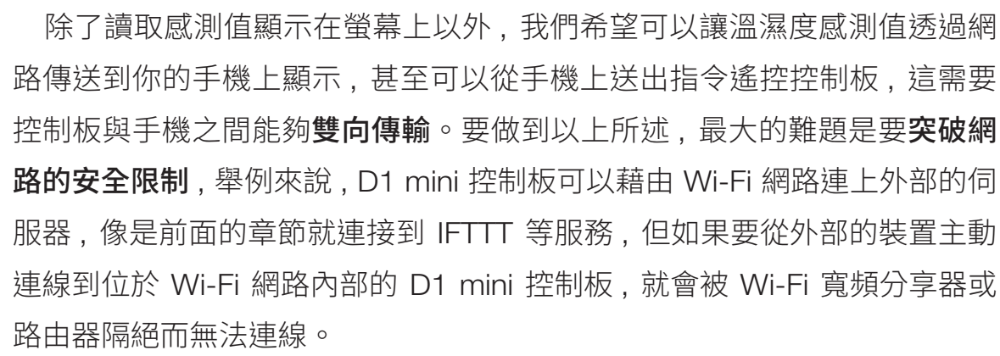 除了讀取感測值顯示在螢幕上以外，我們希望可以讓溫濕度感測值透過網
路傳送到你的手機上顯示，甚至可以從手機上送出指令遙控控制板，這需要
控制板與手機之間能夠雙向傳輸。要做到以上所述，最大的難題是要突破網
路的安全限制，舉例來說，D1 mini 控制板可以藉由 Wi-Fi 網路連上外部的伺
服器，像是前面的章節就連接到 IFTTT 等服務，但如果要從外部的裝置主動
連線到位於 Wi-Fi 網路內部的 D1 mini 控制板，就會被 Wi-Fi 寬頻分享器或
路由器隔絕而無法連線。